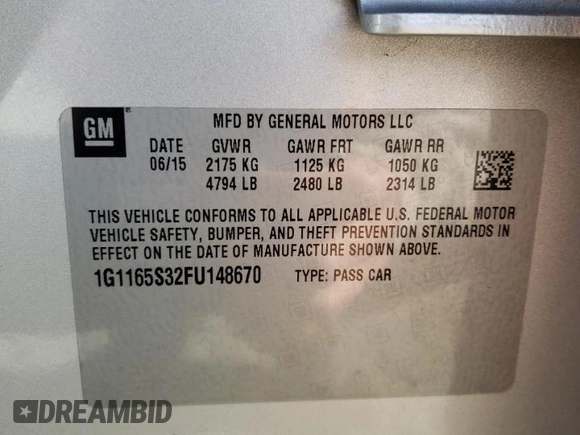 GM
MFD BY GENERAL MOTORS LLC
DATE GVWR GAWR FRT GAWR RR
06/15 2175 KG 1125 KG 1050 KG
4794 LB 2480 LB 2314 LB
THIS VEHICLE CONFORMS TO ALL APPLICABLE U.S. FEDERAL MOTOR
VEHICLE SAFETY, BUMPER, AND THEFT PREVENTION STANDARDS IN
EFFECT ON THE DATE OF MANUFACTURE SHOWN ABOVE.
1G1165S32FU148670 TYPE: PASS CAR
DREAMBID